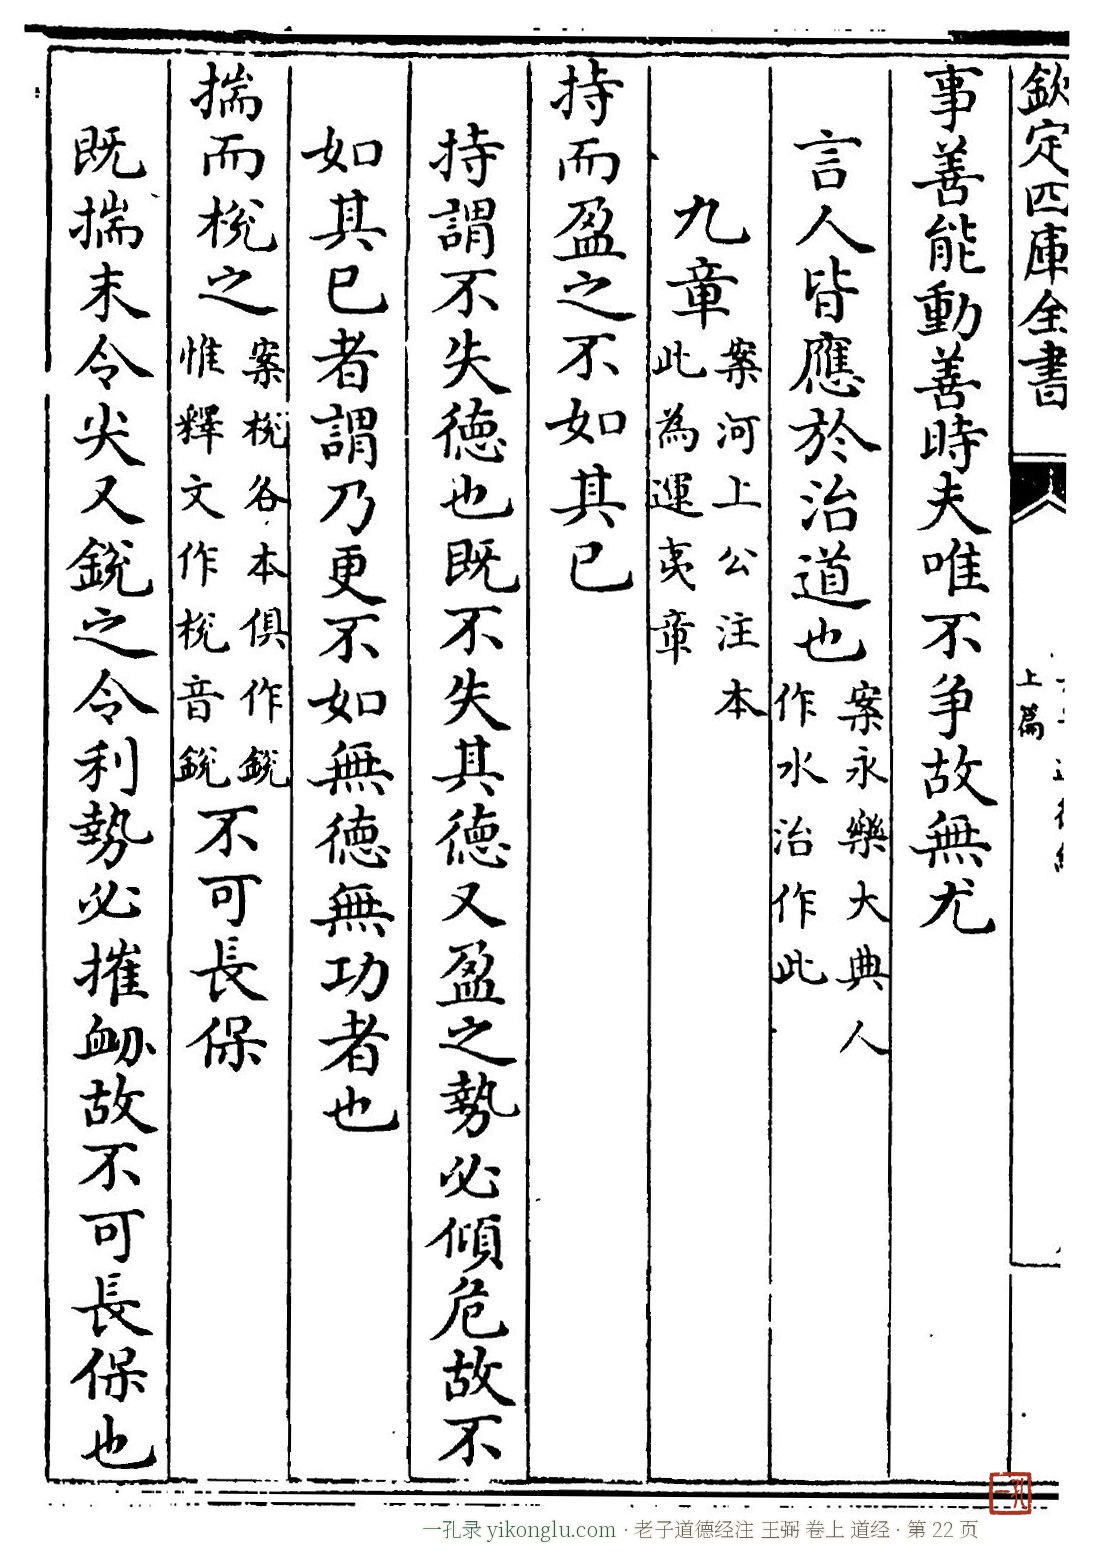 欽定四庫全書
上篇
事善能動善時夫唯不争故無尤
言人皆應於治道也案永樂大典人作水治作此
九章案河上公注本此為運夷章
持而盈之不如其已
持謂不失德也既不失其德又盈之勢必傾危故不
如其已者謂乃更不如無德無功者也
揣而梲之案梲各本俱作銳惟釋文作梲音銳不可長保
既揣末令尖又銳之令利勢必摧衂故不可長保也
一孔录 yikonglu.com · 老子道德经注 王弼 卷上 道经 · 第 22 页